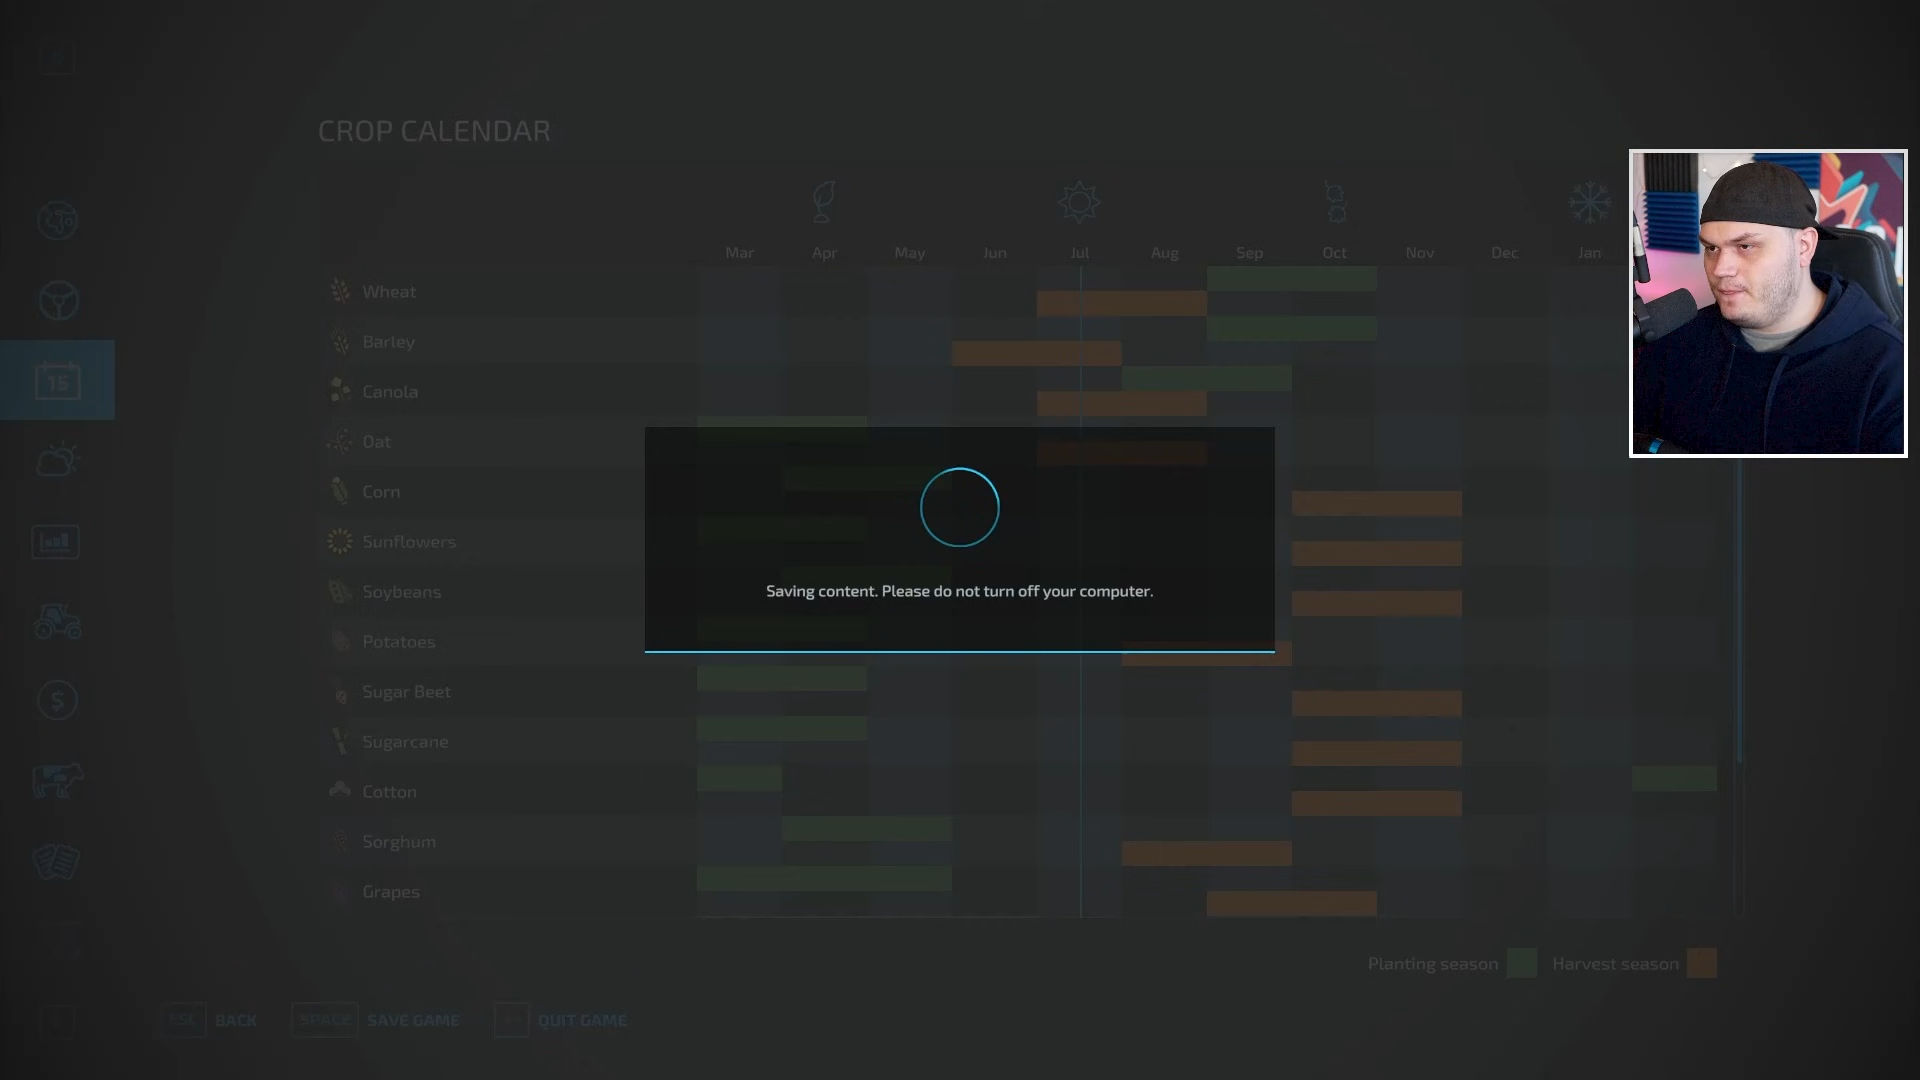 CROP CALENDAR
Mar Apr May Jun Jul Aug Sep Oct Nov Dec Jan
Wheat
Barley
15
Canola
Oat
Corn
Sunflowers
Soybeans
Saving content. Please do not turn off your computer.
Potatoes
Sugar Beet
$
Sugarcane
Cotton
Sorghum
Grapes
Planting season Harvest season
ESC BACK SPACE SAVE GAME QUIT GAME